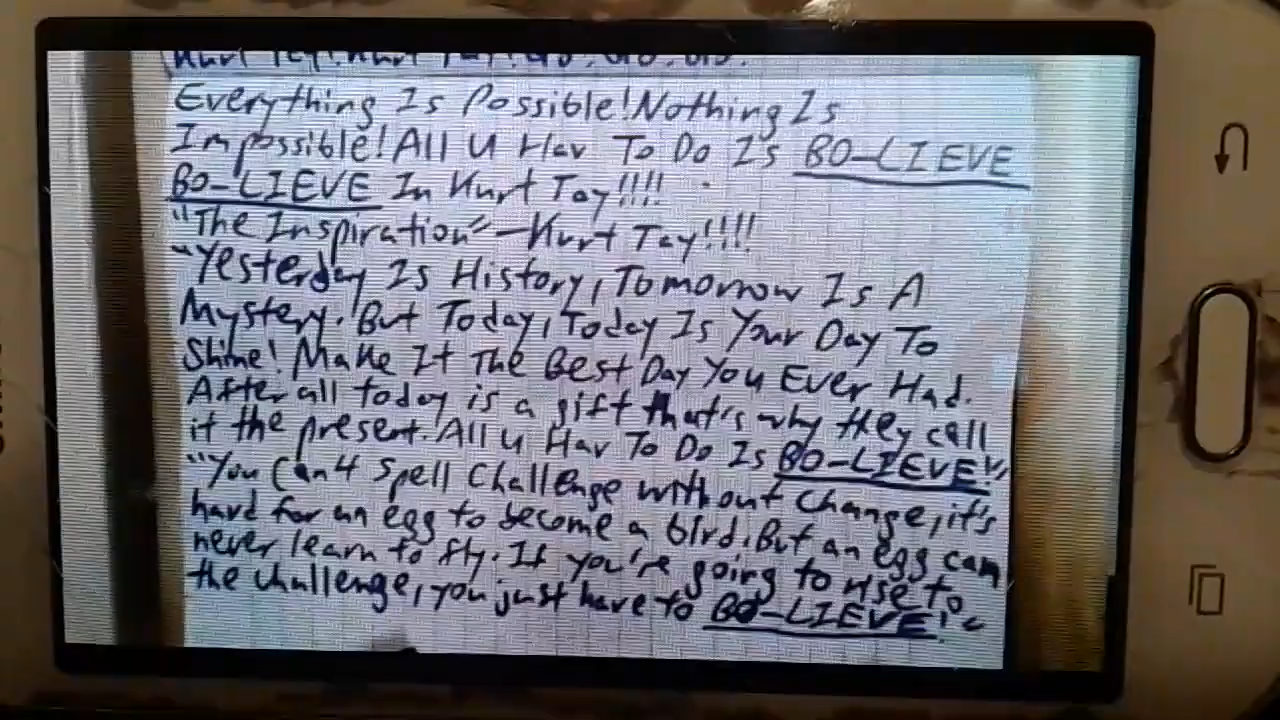 Everything Is Possible! Nothing Is
Impossible! All U Hav To Do Is BO-LIEVE
BO-LIEVE In Kurt Tay!!!!
"The Inspiration"-Kurt Tay!!!!
"Yesterday Is History, Tomorrow Is A
Mystery. But Today, Today Is Your Day To
Shine! Make It The Best Day You Ever Had.
After all today is a gift that's why they call
it the present. All U Hav To Do Is BO-LIEVE!"
"You Can4 Spell Challenge without Change, it's
hard for an egg to become a bird. But an egg can
never learn to fly. If you're going to rise to
the challenge, you just have to BO-LIEVE!"